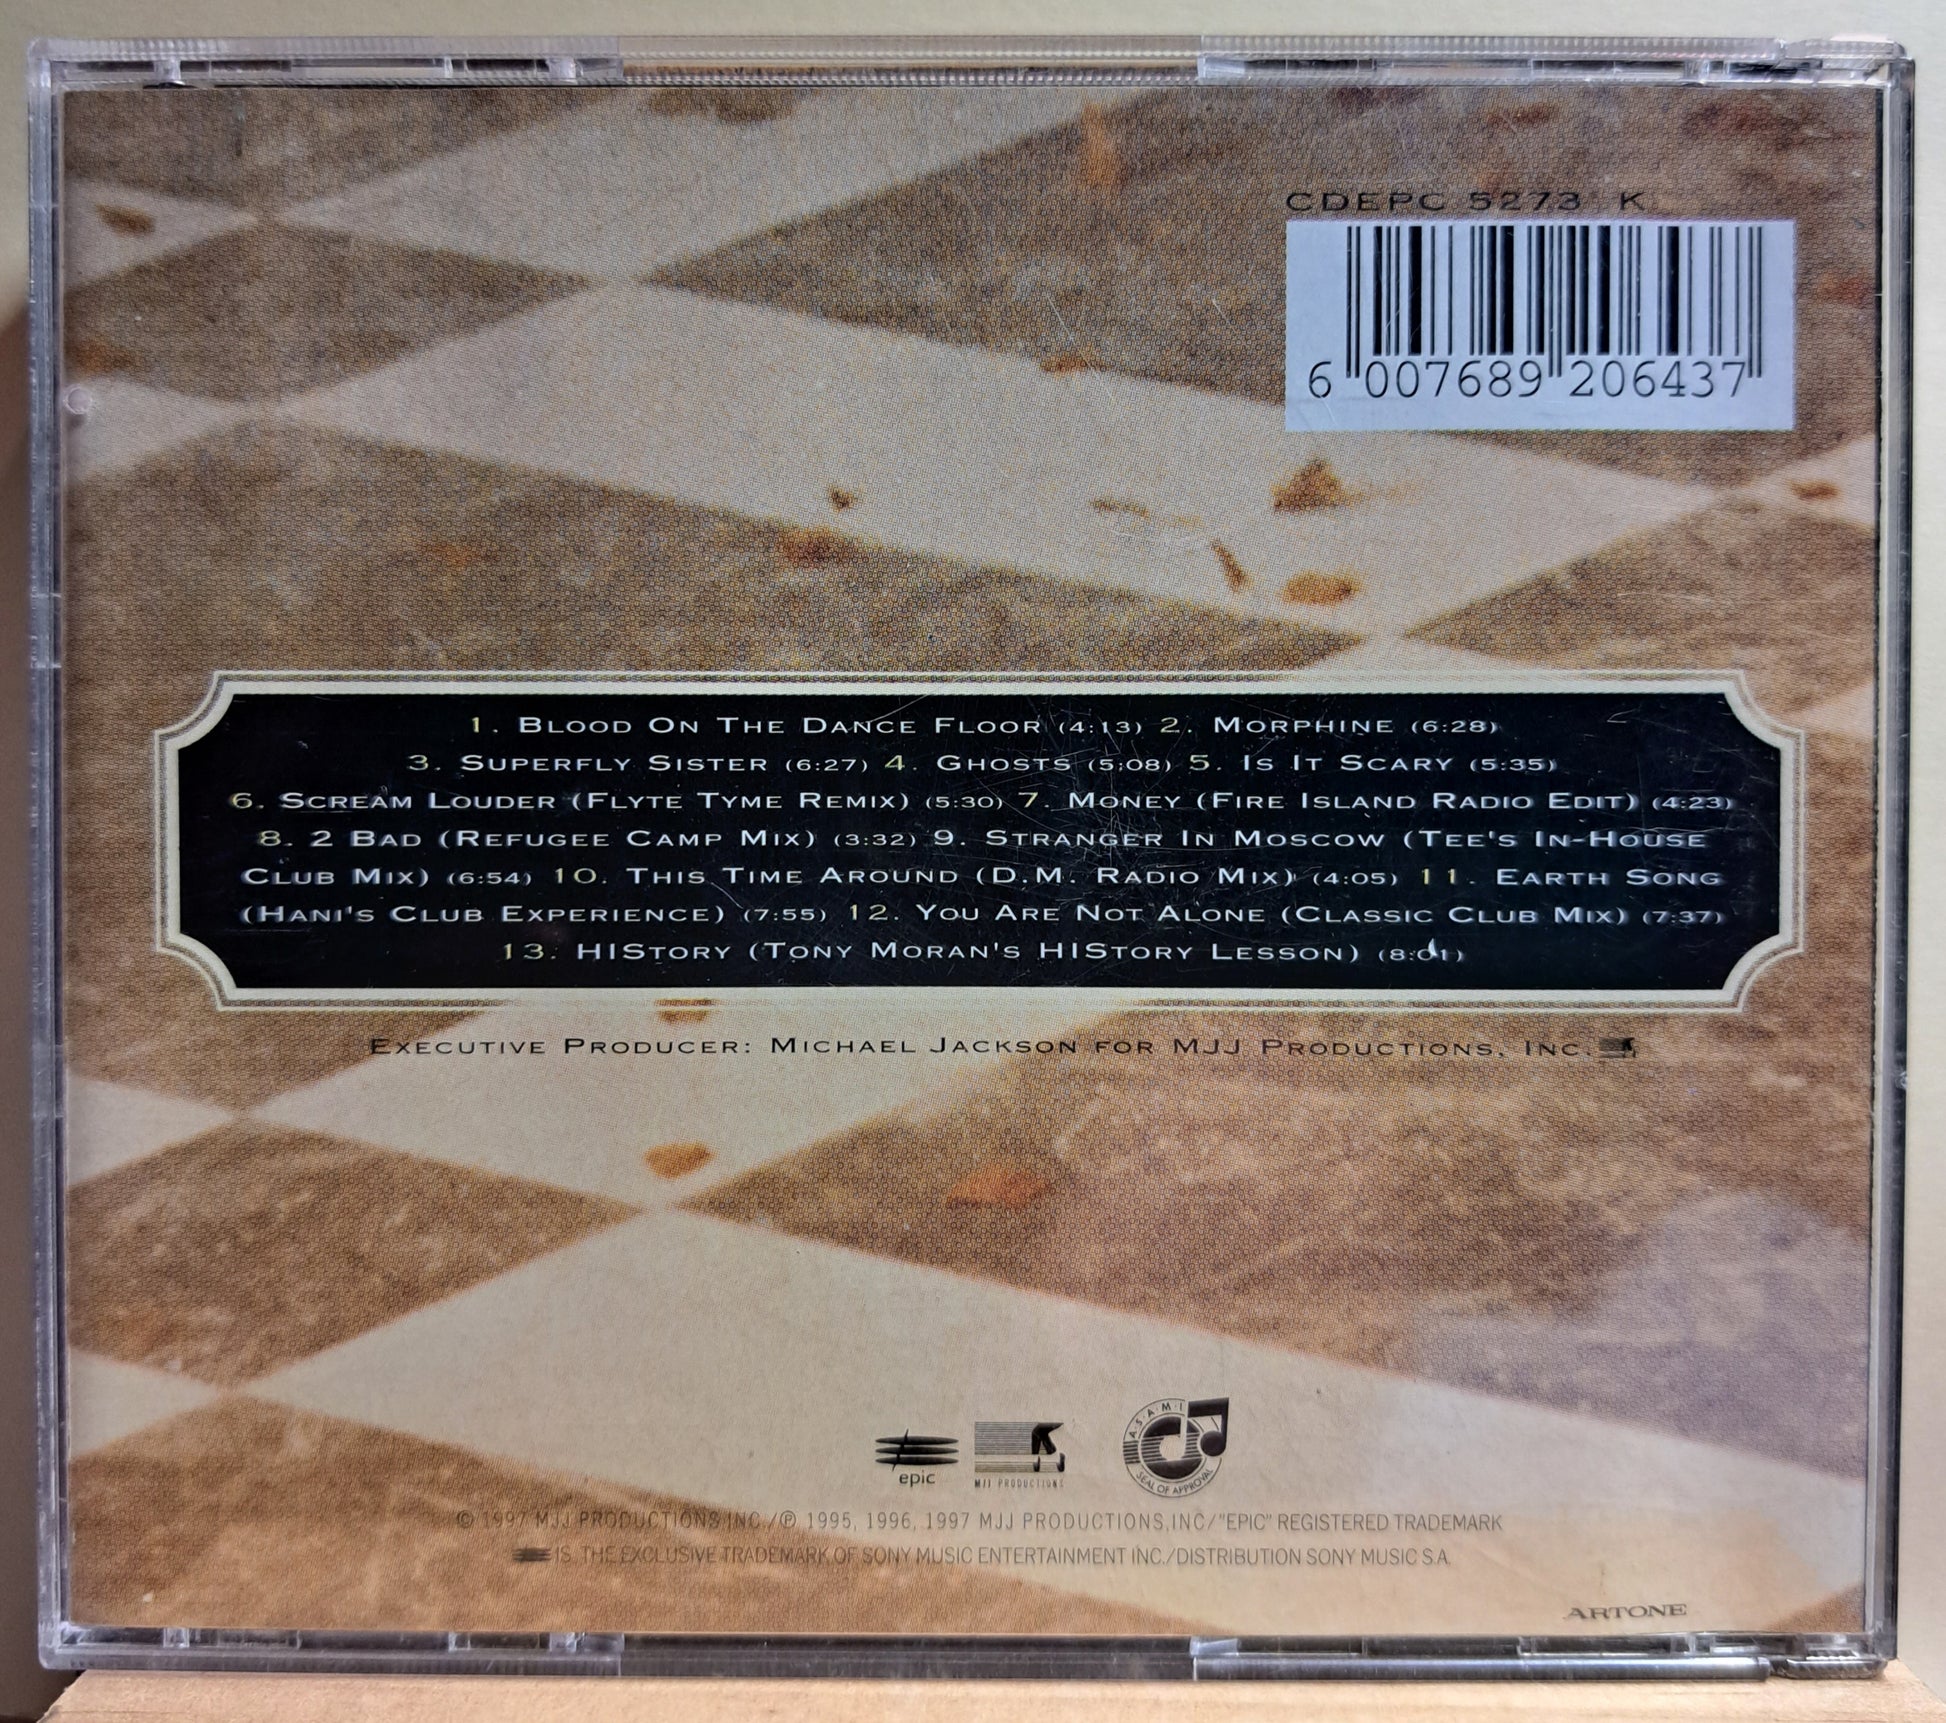 CDEPC 5273 K
6 007689 206437
1. BLOOD ON THE DANCE FLOOR (4:13) 2. MORPHINE (6:28)
3. SUPERFLY SISTER (6:27) 4. GHOSTS (5:08) 5. IS IT SCARY (5:35)
6. SCREAM LOUDER (FLYTE TYME REMIX) (5:30) 7. MONEY (FIRE ISLAND RADIO EDIT) (4:23)
8. 2 BAD (REFUGEE CAMP MIX) (3:32) 9. STRANGER IN MOSCOW (TEE'S IN-HOUSE
CLUB MIX) (6:54) 10. THIS TIME AROUND (D.M. RADIO MIX) (4:05) 11. EARTH SONG
(HANI'S CLUB EXPERIENCE) (7:55) 12. YOU ARE NOT ALONE (CLASSIC CLUB MIX) (7:37)
13. HISTORY (TONY MORAN'S HISTORY LESSON) (8:01)
EXECUTIVE PRODUCER: MICHAEL JACKSON FOR MJJ PRODUCTIONS, INC.
epic
MJJ PRODUCTIONS
A·S·A·M·I
SEAL OF APPROVAL
© 1997 MJJ PRODUCTIONS INC./℗ 1995, 1996, 1997 MJJ PRODUCTIONS,INC/"EPIC" REGISTERED TRADEMARK
IS THE EXCLUSIVE TRADEMARK OF SONY MUSIC ENTERTAINMENT INC./DISTRIBUTION SONY MUSIC S.A.
ARTONE